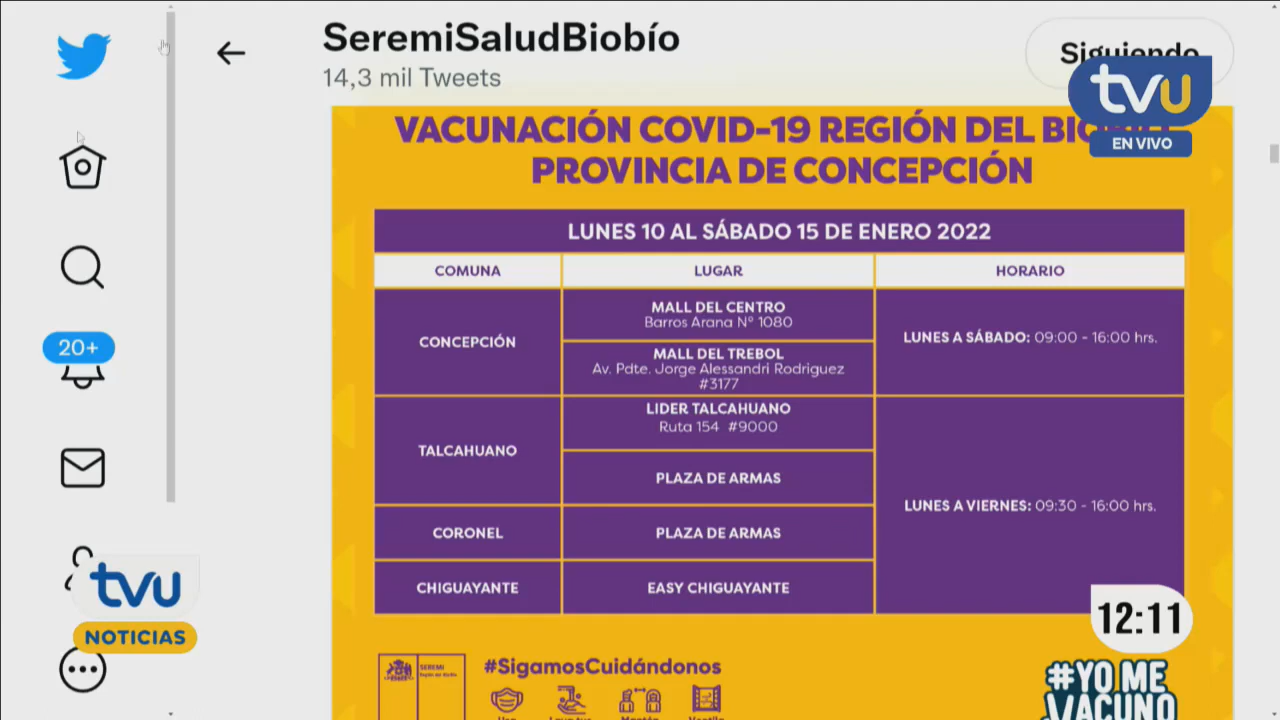 SeremiSaludBiobío
14,3 mil Tweets
Siguiendo
tvu
EN VIVO
VACUNACIÓN COVID-19 REGIÓN DEL
PROVINCIA DE CONCEPCIÓN
LUNES 10 AL SÁBADO 15 DE ENERO 2022
COMUNA
LUGAR
HORARIO
CONCEPCIÓN
MALL DEL CENTRO
Barros Arana Nº 1080
MALL DEL TREBOL
Av. Pdte. Jorge Alessandri Rodriguez
#3177
LUNES A SÁBADO: 09:00 - 16:00 hrs.
TALCAHUANO
LIDER TALCAHUANO
Ruta 154 #9000
PLAZA DE ARMAS
LUNES A VIERNES: 09:30 - 16:00 hrs.
CORONEL
PLAZA DE ARMAS
CHIGUAYANTE
EASY CHIGUAYANTE
20+
tvu
NOTICIAS
12:11
SEREMI
Región del Biobío
#SigamosCuidándonos
#YO ME
VACUNO